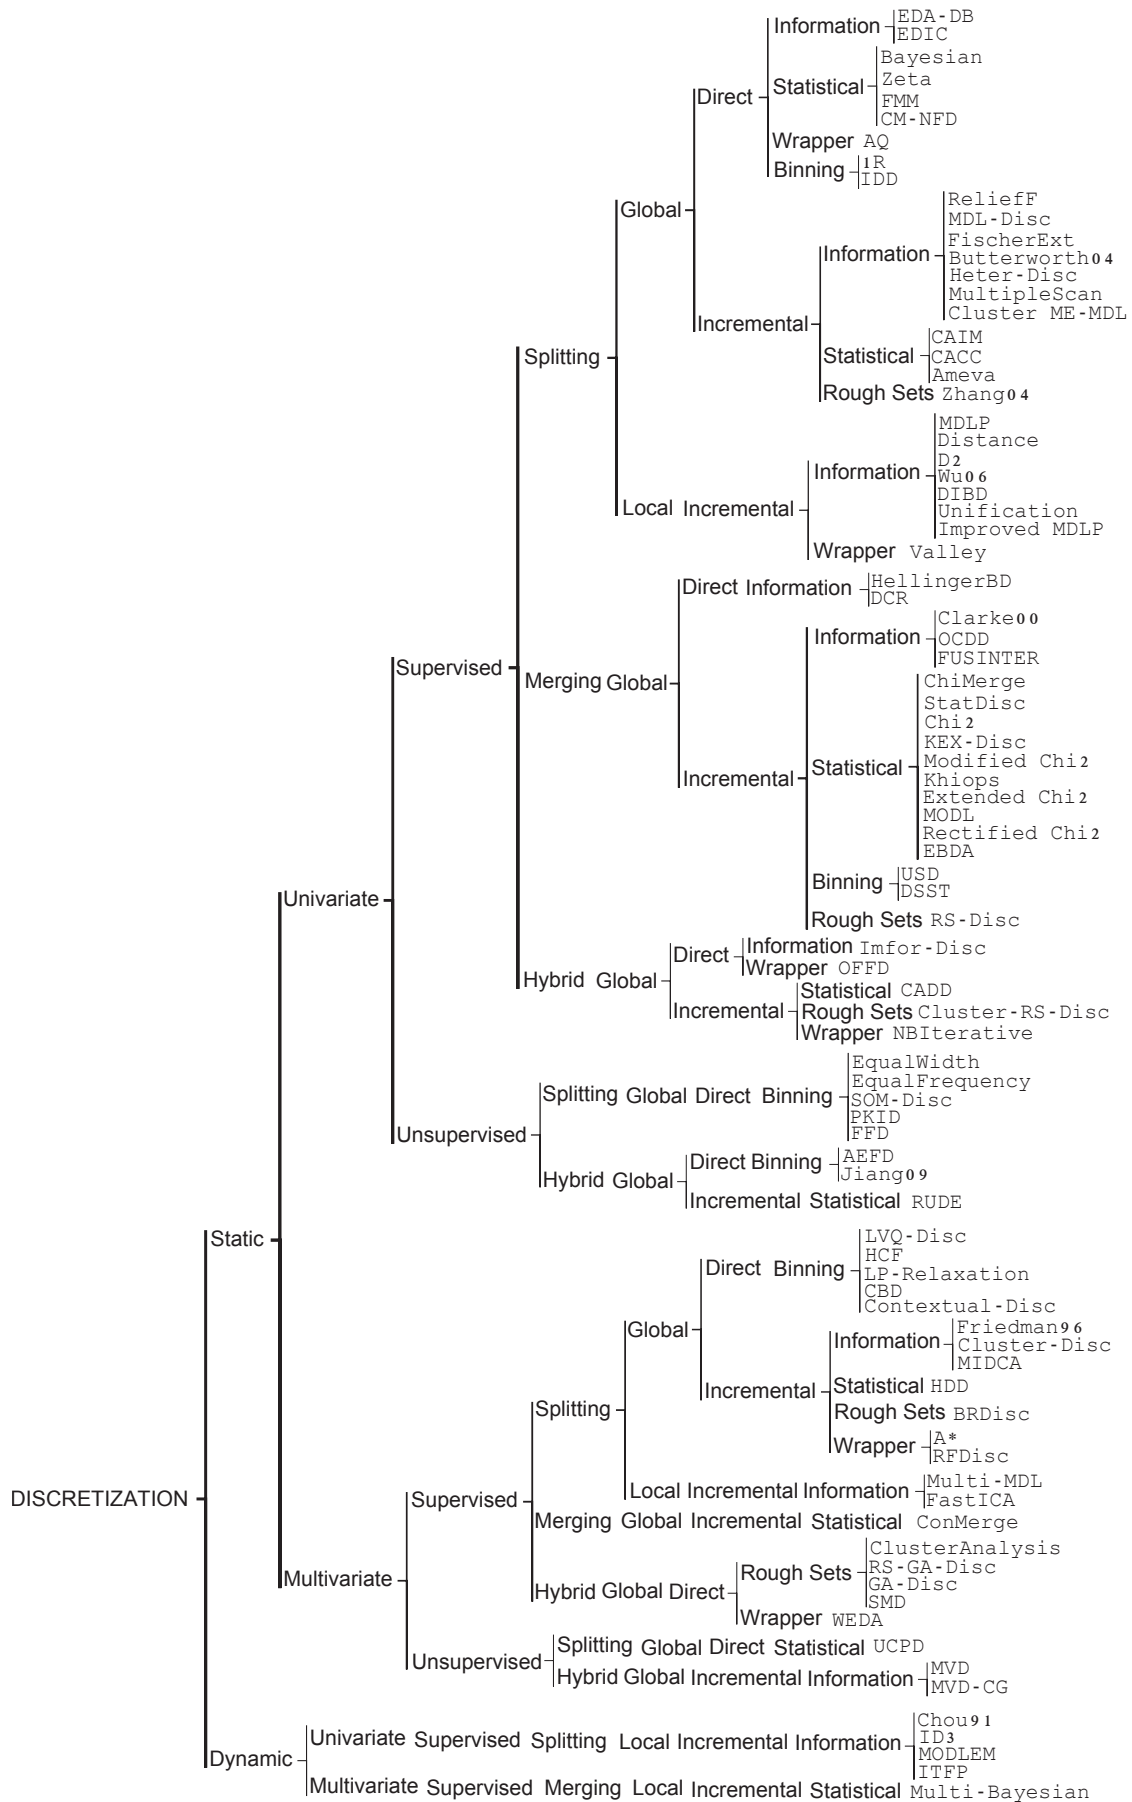 Information EDA-DB
EDIC
Bayesian
Zeta
Statistical
FMM
Direct
CM-NFD
Wrapper AQ
Binning 1R
IDD
Global
ReliefF
MDL-Disc
FischerExt
Information Butterworth04
Heter-Disc
MultipleScan
Cluster ME-MDL
Incremental
CAIM
Statistical CACC
Ameva
Rough Sets Zhang04
Splitting
MDLP
Distance
D2
Information Wu06
DIBD
Unification
Improved MDLP
Local Incremental
Wrapper Valley
Direct Information HellingerBD
DCR
Clarke00
Information OCDD
FUSINTER
Supervised
Merging Global
ChiMerge
StatDisc
Chi2
KEX-Disc
Modified Chi2
Statistical
Khiops
Extended Chi2
MODL
Rectified Chi2
EBDA
Incremental
Binning USD
DSST
Rough Sets RS-Disc
Univariate
Direct Information Imfor-Disc
Wrapper OFFD
Hybrid Global
Statistical CADD
Incremental Rough Sets Cluster-RS-Disc
Wrapper NBIterative
EqualWidth
EqualFrequency
Splitting Global Direct Binning SOM-Disc
PKID
FFD
Unsupervised
Direct Binning AEFD
Jiang09
Hybrid Global
Incremental Statistical RUDE
Static
LVQ-Disc
HCF
Direct Binning LP-Relaxation
CBD
Contextual-Disc
Global
Friedman96
Information Cluster-Disc
MIDCA
Incremental Statistical HDD
Rough Sets BRDisc
Wrapper A*
RFDisc
Splitting
Local Incremental Information Multi-MDL
FastICA
DISCRETIZATION
Supervised
Merging Global Incremental Statistical ConMerge
ClusterAnalysis
Rough Sets RS-GA-Disc
GA-Disc
SMD
Multivariate
Hybrid Global Direct
Wrapper WEDA
Splitting Global Direct Statistical UCPD
Unsupervised
Hybrid Global Incremental Information MVD
MVD-CG
Chou91
Univariate Supervised Splitting Local Incremental Information ID3
MODLEM
Dynamic
ITFP
Multivariate Supervised Merging Local Incremental Statistical Multi-Bayesian